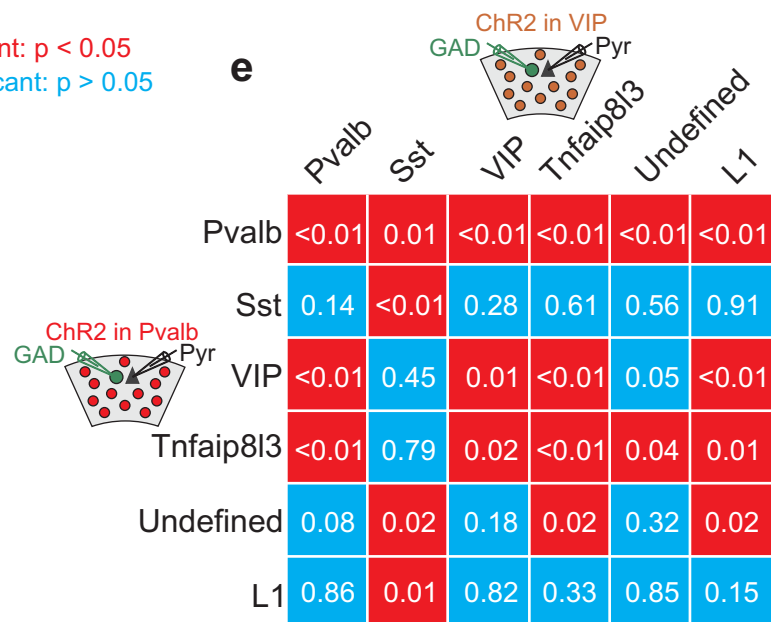 nt: p < 0.05
cant: p > 0.05
e
ChR2 in VIP
GAD Pyr
Pvalb Sst VIP Tnfaip8l3 Undefined L1
Pvalb <0.01 0.01 <0.01 <0.01 <0.01 <0.01
Sst 0.14 <0.01 0.28 0.61 0.56 0.91
ChR2 in Pvalb
GAD Pyr
VIP <0.01 0.45 0.01 <0.01 0.05 <0.01
Tnfaip8l3 <0.01 0.79 0.02 <0.01 0.04 0.01
Undefined 0.08 0.02 0.18 0.02 0.32 0.02
L1 0.86 0.01 0.82 0.33 0.85 0.15